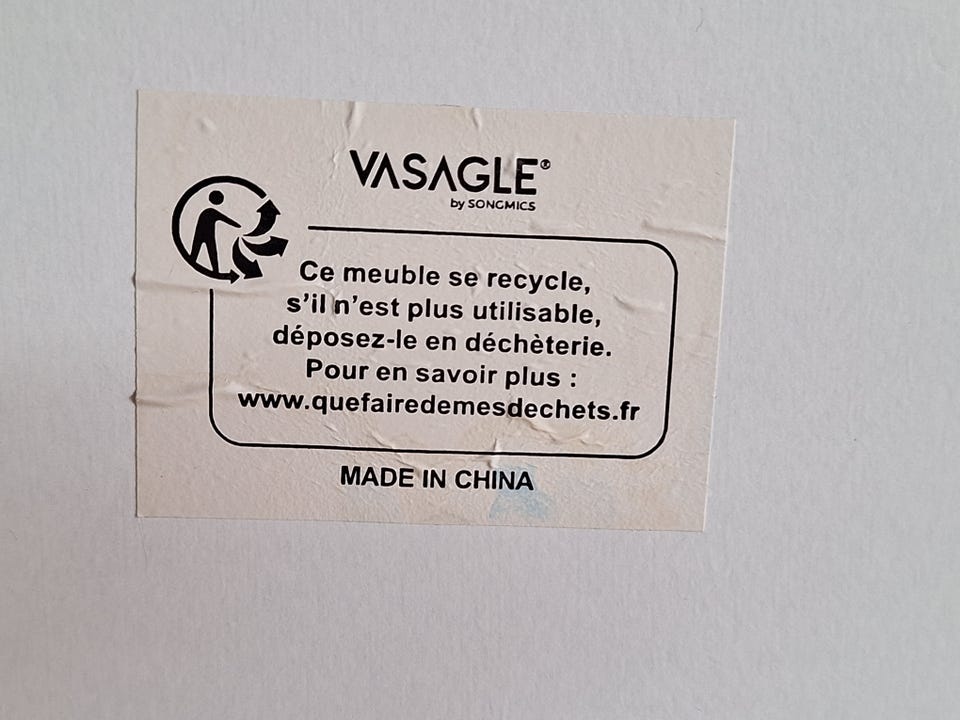 VASAGLE®
by SONGMICS
Ce meuble se recycle,
s'il n'est plus utilisable,
déposez-le en déchèterie.
Pour en savoir plus :
www.quefairedemesdechets.fr
MADE IN CHINA